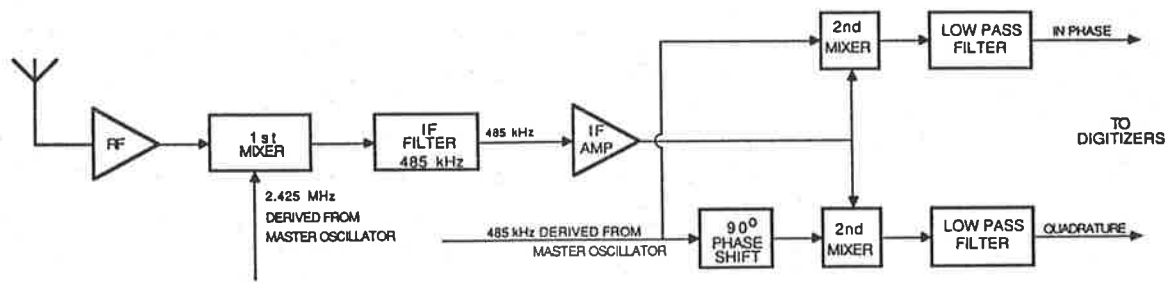 RF
1st
MIXER
2.425 MHz
DERIVED FROM
MASTER OSCILLATOR
IF
FILTER
485 kHz
485 kHz
IF
AMP
485 kHz DERIVED FROM
MASTER OSCILLATOR
90°
PHASE
SHIFT
2nd
MIXER
LOW PASS
FILTER
IN PHASE
TO
DIGITIZERS
2nd
MIXER
LOW PASS
FILTER
QUADRATURE